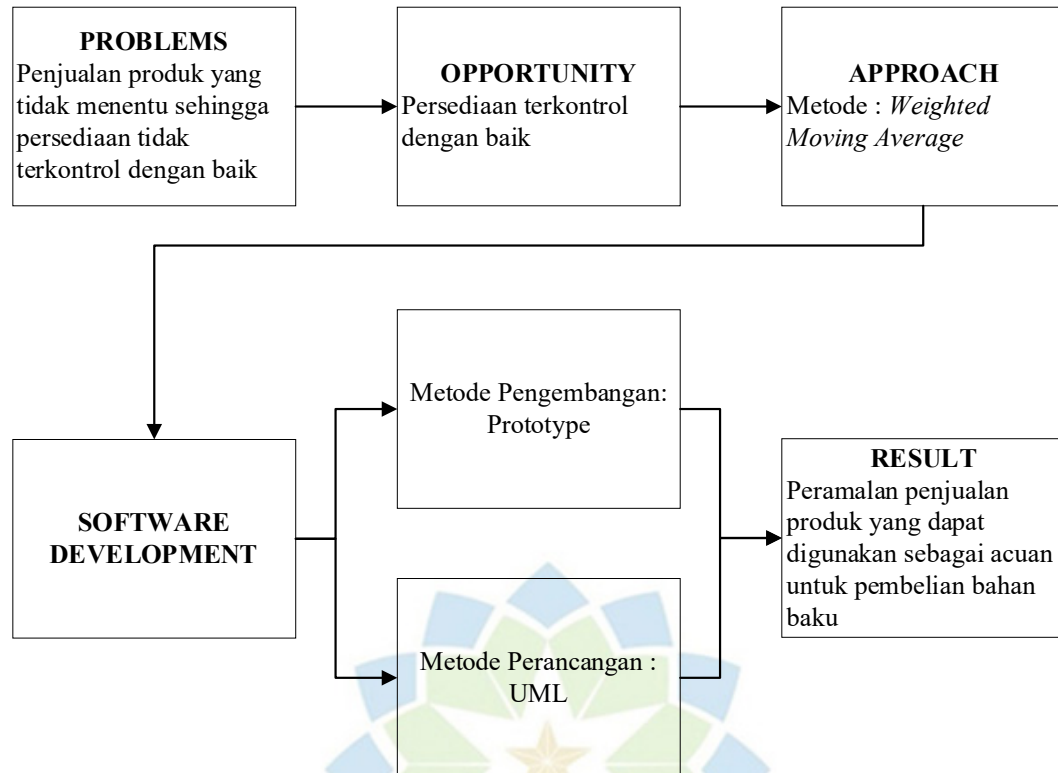 PROBLEMS
Penjualan produk yang
tidak menentu sehingga
persediaan tidak
terkontrol dengan baik
OPPORTUNITY
Persediaan terkontrol
dengan baik
APPROACH
Metode : Weighted
Moving Average
SOFTWARE
DEVELOPMENT
Metode Pengembangan:
Prototype
Metode Perancangan :
UML
RESULT
Peramalan penjualan
produk yang dapat
digunakan sebagai acuan
untuk pembelian bahan
baku